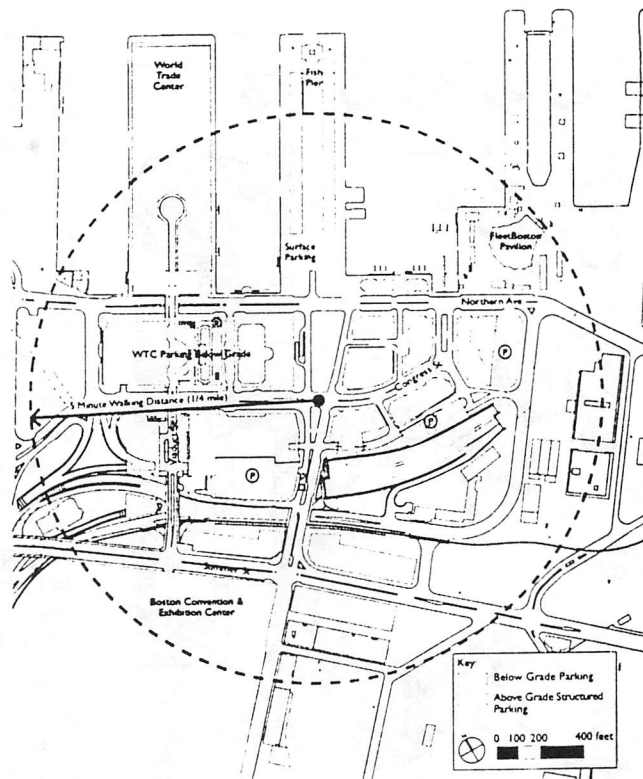 World
Trade
Center
Fish
Pier
Surface
Parking
FleetBoston
Pavilion
Northern Ave
WTC Parking Below Grade
P
Congress St
5 Minute Walking Distance (1/4 mile)
P
P
Summer St
Boston Convention &
Exhibition Center
Key
Below Grade Parking
Above Grade Structured
Parking
0 100 200 400 feet